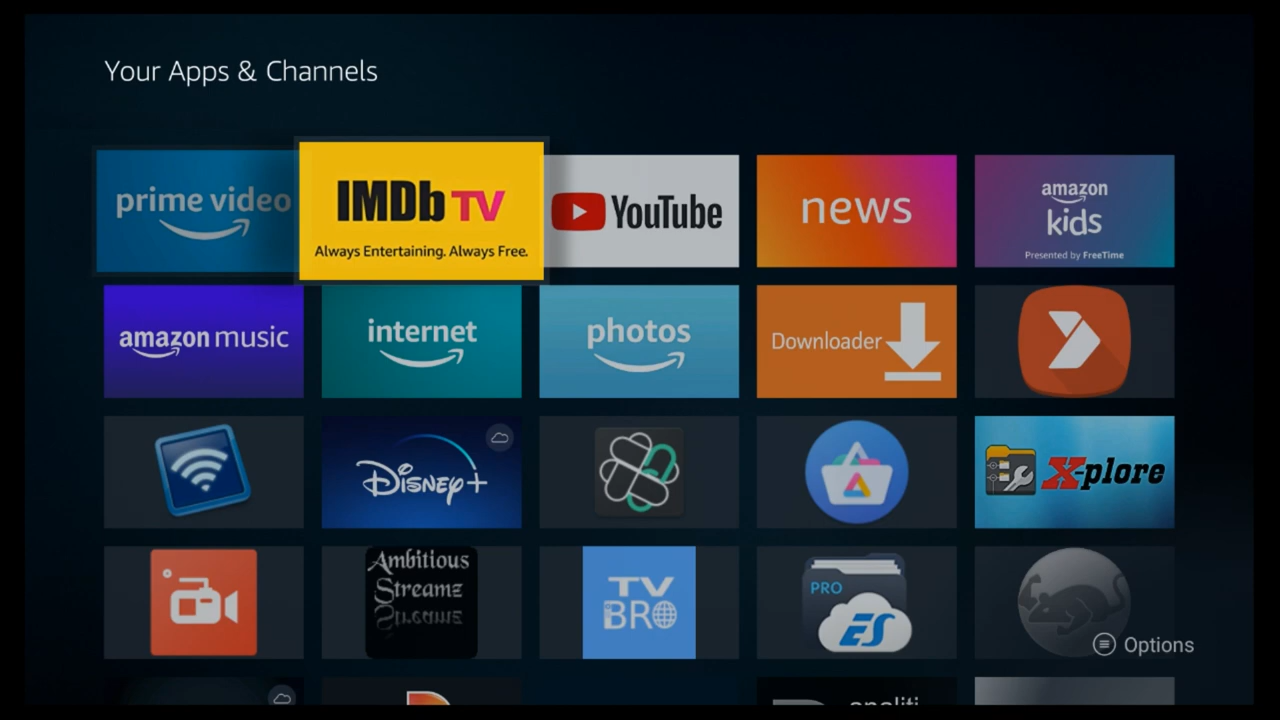 Your Apps & Channels
prime video
IMDb TV
Always Entertaining. Always Free.
YouTube
news
amazon
kids
Presented by FreeTime
amazon music
internet
photos
Downloader
Disney+
X-plore
Ambitious
Streamz
TV
BRO
PRO
ES
Options